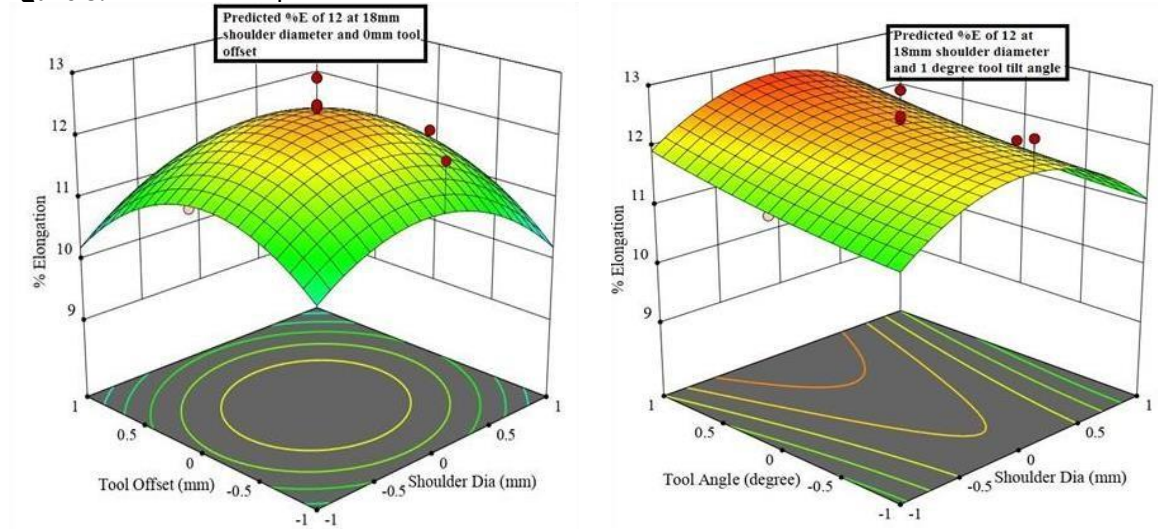 Predicted %E of 12 at 18mm
shoulder diameter and 0mm tool
offset
13
12
11
10
9
% Elongation
1
0.5
0
-0.5
-1
Tool Offset (mm)
-1
-0.5
0
0.5
1
Shoulder Dia (mm)
Predicted %E of 12 at
18mm shoulder diameter
and 1 degree tool tilt angle
13
12
11
10
9
% Elongation
1
0.5
0
-0.5
-1
Tool Angle (degree)
-1
-0.5
0
0.5
1
Shoulder Dia (mm)